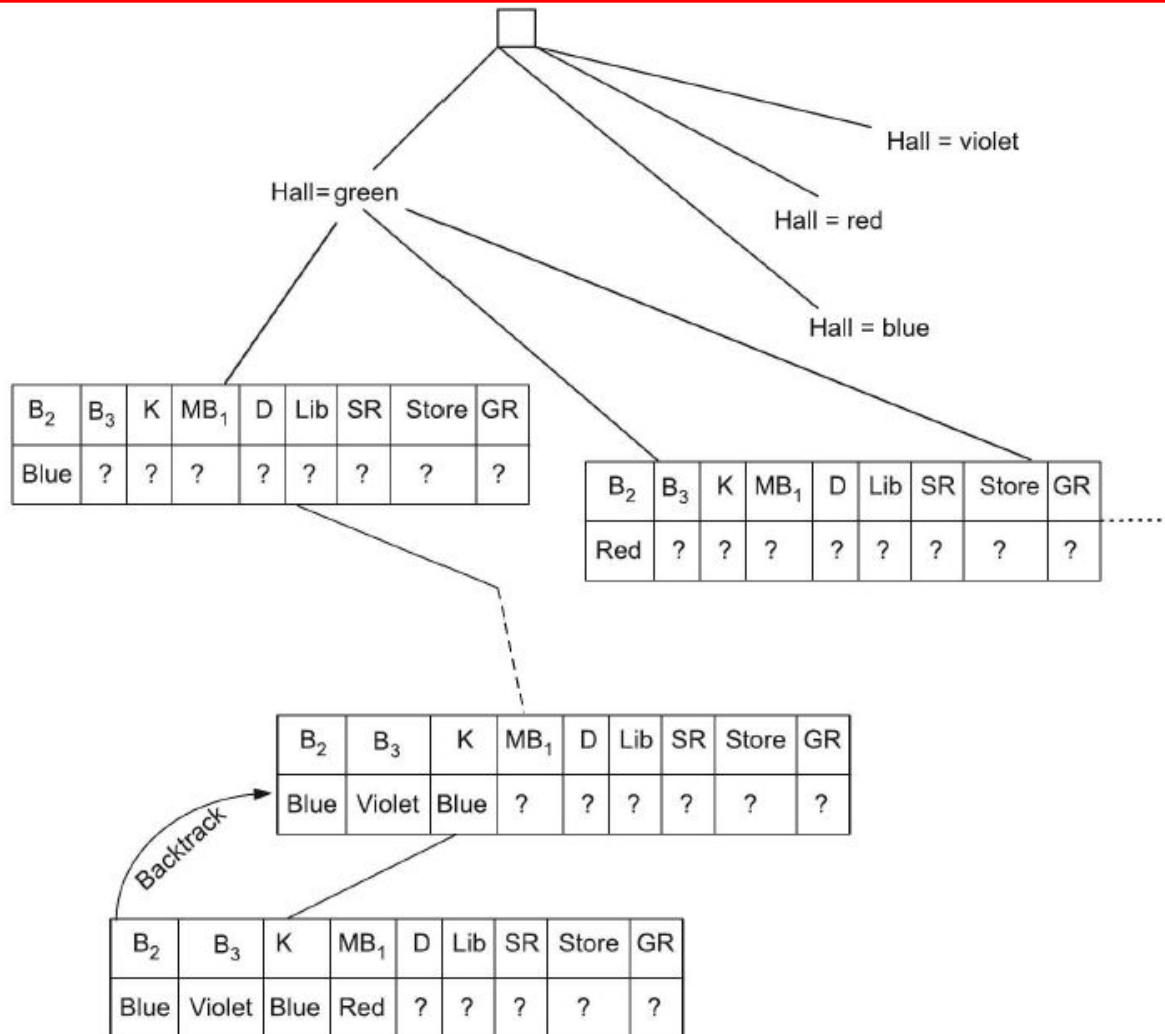 Hall = violet
Hall=green
Hall = red
Hall = blue
B2 B3 K MB1 D Lib SR Store GR
Blue ? ? ? ? ? ? ? ?
B2 B3 K MB1 D Lib SR Store GR
Red ? ? ? ? ? ? ? ?
B2 B3 K MB1 D Lib SR Store GR
Blue Violet Blue ? ? ? ? ? ?
Backtrack
B2 B3 K MB1 D Lib SR Store GR
Blue Violet Blue Red ? ? ? ? ?